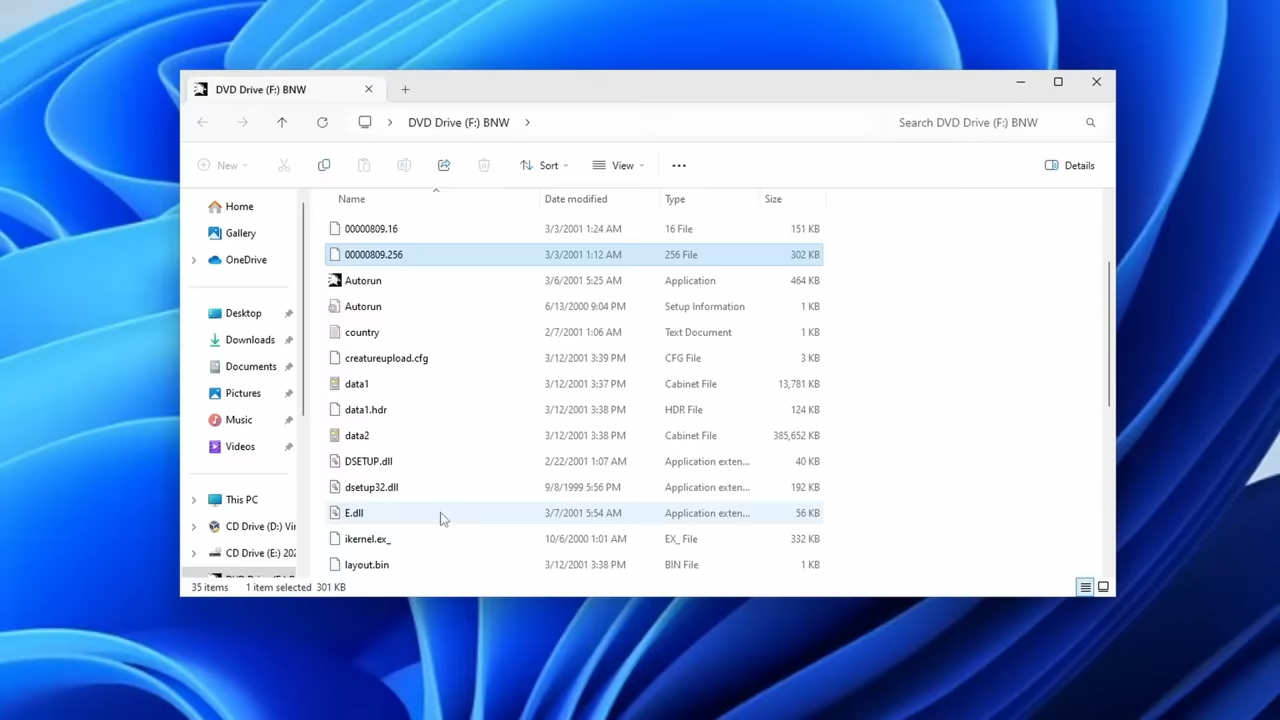 DVD Drive (F:) BNW
DVD Drive (F:) BNW
Search DVD Drive (F:) BNW
New
Sort
View
Details
Name Date modified Type Size
Home
Gallery
OneDrive
Desktop
Downloads
Documents
Pictures
Music
Videos
This PC
CD Drive (D:) Vir
CD Drive (E:) 202
00000809.16 3/3/2001 1:24 AM 16 File 151 KB
00000809.256 3/3/2001 1:12 AM 256 File 302 KB
Autorun 3/6/2001 5:25 AM Application 464 KB
Autorun 6/13/2000 9:04 PM Setup Information 1 KB
country 2/7/2001 1:06 AM Text Document 1 KB
creatureupload.cfg 3/12/2001 3:39 PM CFG File 3 KB
data1 3/12/2001 3:37 PM Cabinet File 13,781 KB
data1.hdr 3/12/2001 3:38 PM HDR File 124 KB
data2 3/12/2001 3:38 PM Cabinet File 385,652 KB
DSETUP.dll 2/22/2001 1:07 AM Application exten... 40 KB
dsetup32.dll 9/8/1999 5:56 PM Application exten... 192 KB
E.dll 3/7/2001 5:54 AM Application exten... 56 KB
ikernel.ex_ 10/6/2000 1:01 AM EX_ File 332 KB
layout.bin 3/12/2001 3:38 PM BIN File 1 KB
35 items 1 item selected 301 KB